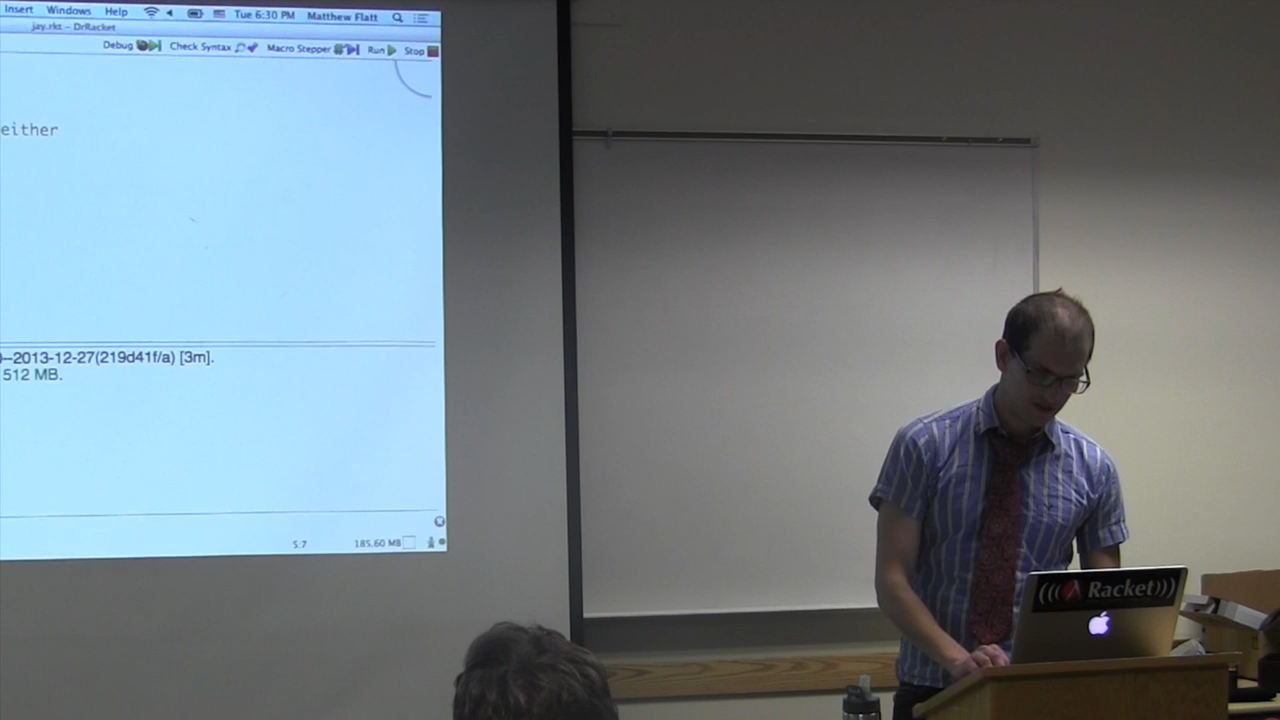 Insert Windows Help Tue 6:30 PM Matthew Flatt
jay.rkt – DrRacket
Debug Check Syntax Macro Stepper Run Stop
either
–2013-12-27(219d41f/a) [3m].
512 MB.
5:7 185.60 MB
(((Racket)))